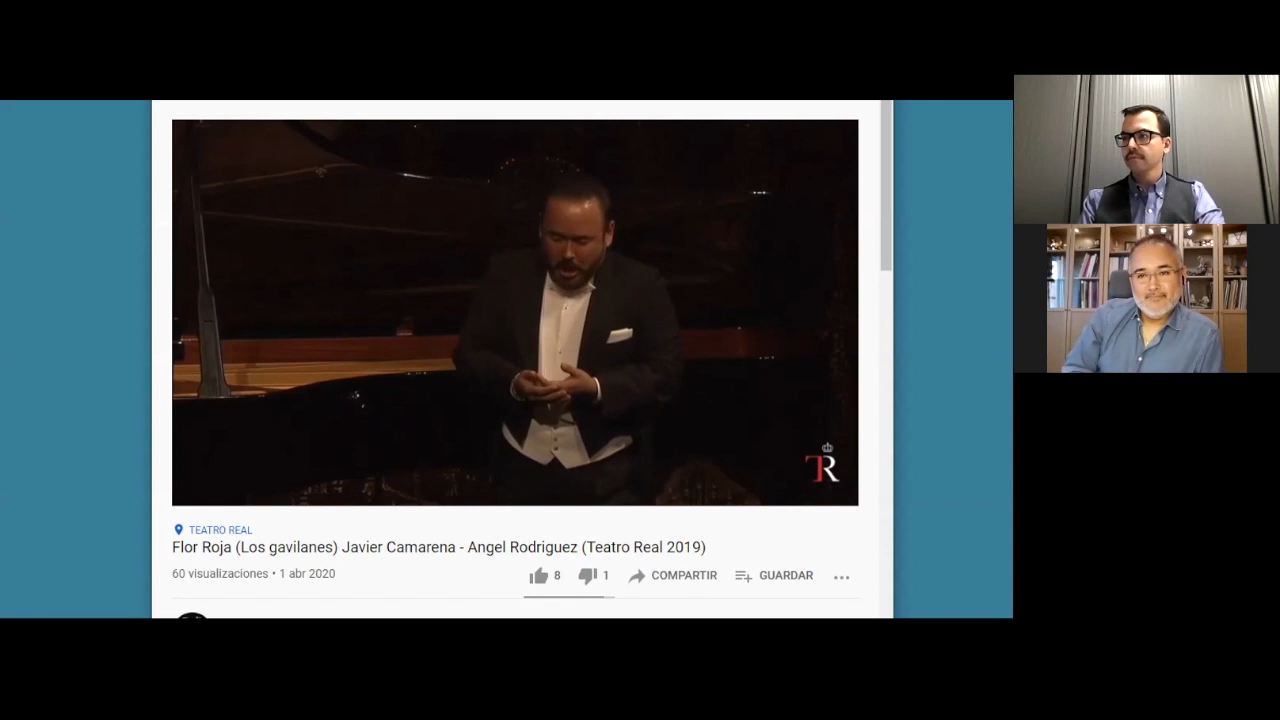 TR
TEATRO REAL
Flor Roja (Los gavilanes) Javier Camarena - Angel Rodriguez (Teatro Real 2019)
60 visualizaciones • 1 abr 2020
8 1 COMPARTIR GUARDAR ...